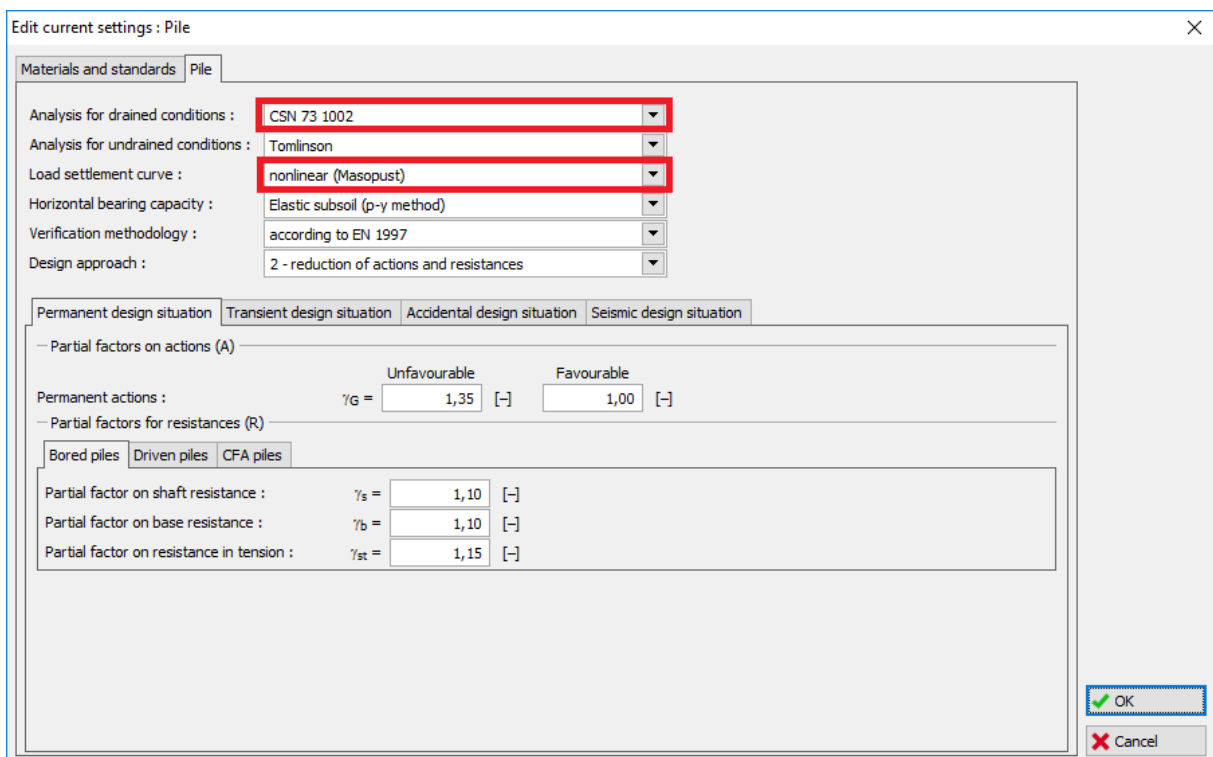 Edit current settings : Pile
Materials and standards Pile
Analysis for drained conditions : CSN 73 1002
Analysis for undrained conditions : Tomlinson
Load settlement curve : nonlinear (Masopust)
Horizontal bearing capacity : Elastic subsoil (p-y method)
Verification methodology : according to EN 1997
Design approach : 2 - reduction of actions and resistances
Permanent design situation Transient design situation Accidental design situation Seismic design situation
Partial factors on actions (A)
Unfavourable Favourable
Permanent actions : γG = 1,35 [–] 1,00 [–]
Partial factors for resistances (R)
Bored piles Driven piles CFA piles
Partial factor on shaft resistance : γs = 1,10 [–]
Partial factor on base resistance : γb = 1,10 [–]
Partial factor on resistance in tension : γst = 1,15 [–]
OK
Cancel